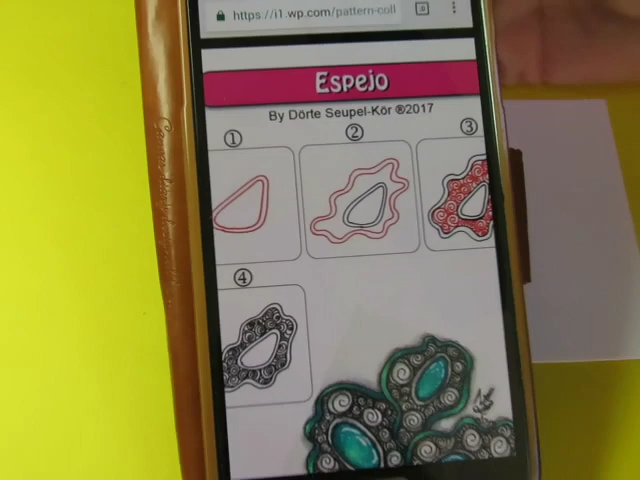 https://i1.wp.com/pattern-coll
Espejo
By Dörte Seupel-Kör ®2017
① ② ③
④